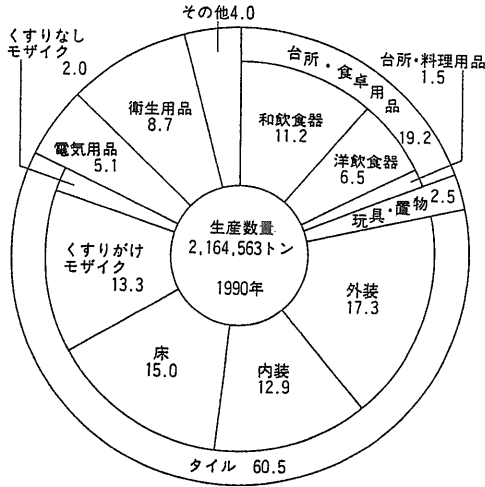 その他4.0
くすりなし
モザイク
2.0
台所・食卓用品
19.2
台所・料理用品
1.5
衛生用品
8.7
和飲食器
11.2
電気用品
5.1
洋飲食器
6.5
玩具・置物2.5
生産数量
2,164,563トン
1990年
くすりがけ
モザイク
13.3
外装
17.3
床
15.0
内装
12.9
タイル 60.5